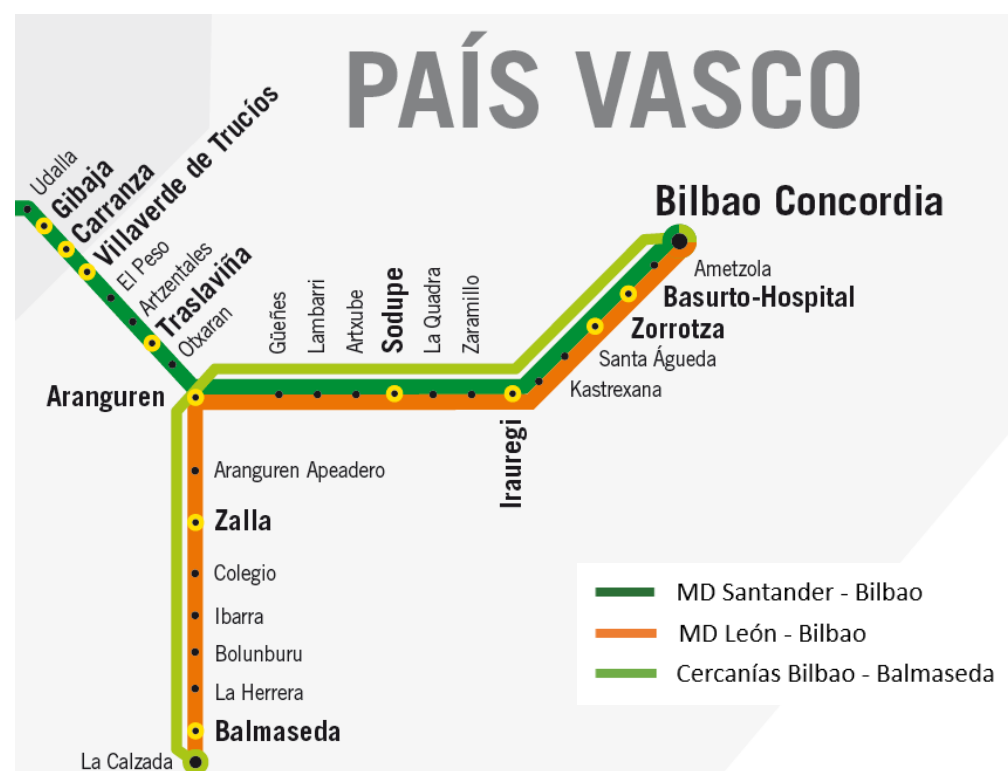 PAÍS VASCO
Udalla
Gibaja
Carranza
Villaverde de Trucíos
El Peso
Artzentales
Traslaviña
Otxaran
Aranguren
Güeñes
Lambarri
Artxube
Sodupe
La Quadra
Zaramillo
Irauregi
Bilbao Concordia
Ametzola
Basurto-Hospital
Zorrotza
Santa Águeda
Kastrexana
Aranguren Apeadero
Zalla
Colegio
Ibarra
Bolunburu
La Herrera
Balmaseda
La Calzada
MD Santander - Bilbao
MD León - Bilbao
Cercanías Bilbao - Balmaseda